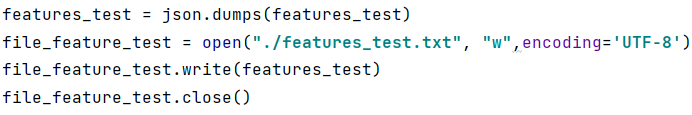 features_test = json.dumps(features_test)
file_feature_test = open("./features_test.txt", "w",encoding='UTF-8')
file_feature_test.write(features_test)
file_feature_test.close()